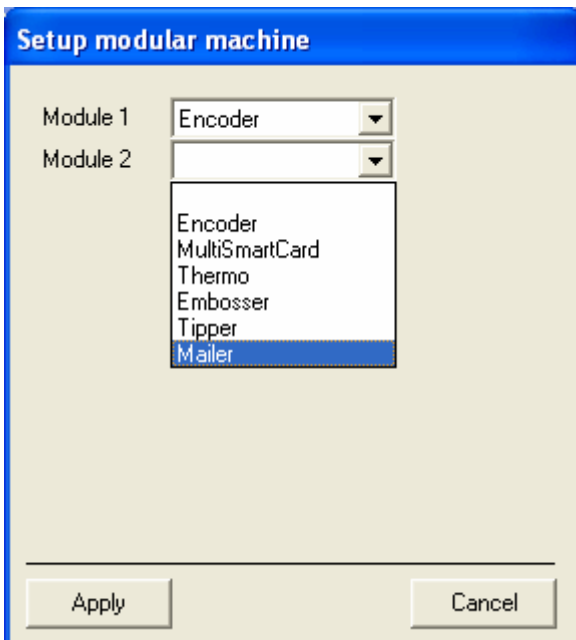 Setup modular machine
Module 1 Encoder
Module 2
Encoder
MultiSmartCard
Thermo
Embosser
Tipper
Mailer
Apply Cancel